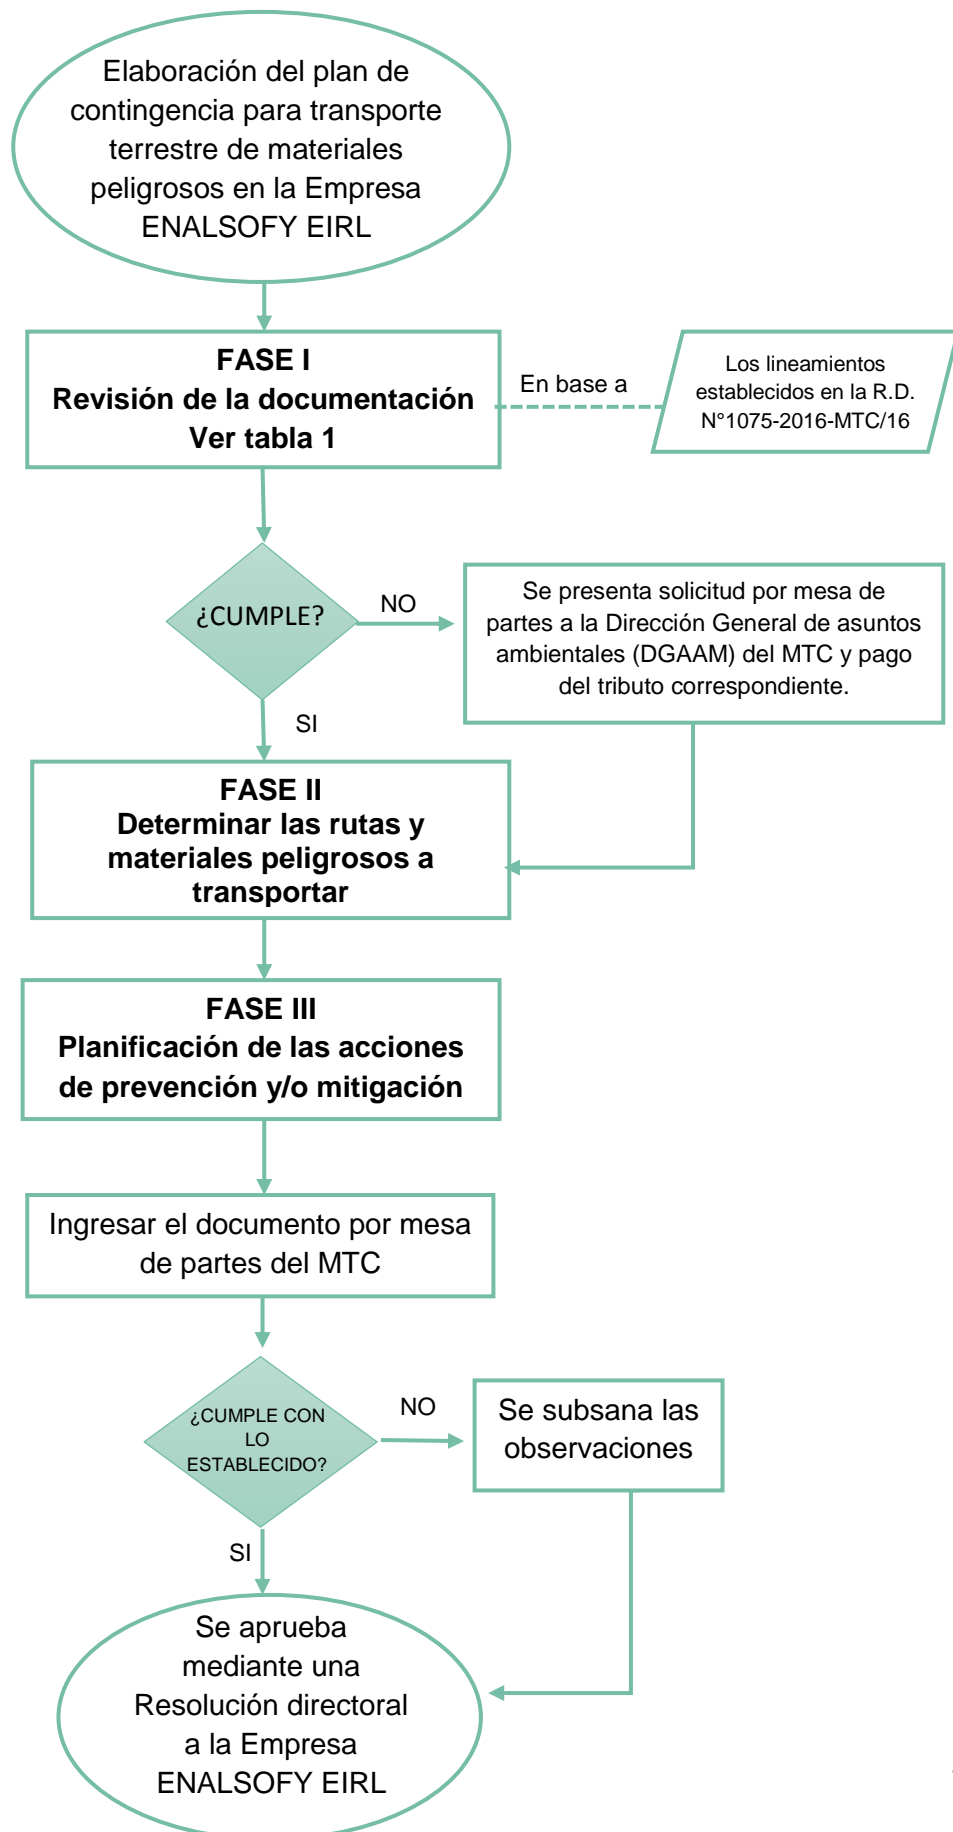 Elaboración del plan de
contingencia para transporte
terrestre de materiales
peligrosos en la Empresa
ENALSOFY EIRL
FASE I
Revisión de la documentación
Ver tabla 1
En base a
Los lineamientos
establecidos en la R.D.
N°1075-2016-MTC/16
¿CUMPLE?
NO
Se presenta solicitud por mesa de
partes a la Dirección General de asuntos
ambientales (DGAAM) del MTC y pago
del tributo correspondiente.
SI
FASE II
Determinar las rutas y
materiales peligrosos a
transportar
FASE III
Planificación de las acciones
de prevención y/o mitigación
Ingresar el documento por mesa
de partes del MTC
¿CUMPLE CON
LO
ESTABLECIDO?
NO
Se subsana las
observaciones
SI
Se aprueba
mediante una
Resolución directoral
a la Empresa
ENALSOFY EIRL